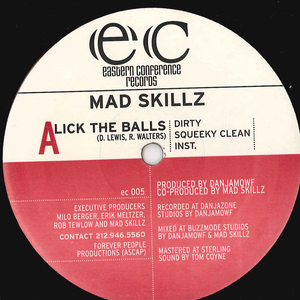 ec
eastern conference
records
MAD SKILLZ
A LICK THE BALLS
(D. LEWIS, R. WALTERS)
DIRTY
SQUEEKY CLEAN
INST.
ec 005
EXECUTIVE PRODUCERS
MILO BERGER, ERIK MELTZER,
ROB TEWLOW AND MAD SKILLZ
CONTACT 212.946.5560
FOREVER PEOPLE
PRODUCTIONS (ASCAP)
PRODUCED BY DANJAMOWF
CO-PRODUCED BY MAD SKILLZ
RECORDED AT DANJAZONE
STUDIOS BY DANJAMOWF
MIXED AT BUZZMODE STUDIOS
BY DANJAMOWF & MAD SKILLZ
MASTERED AT STERLING
SOUND BY TOM COYNE